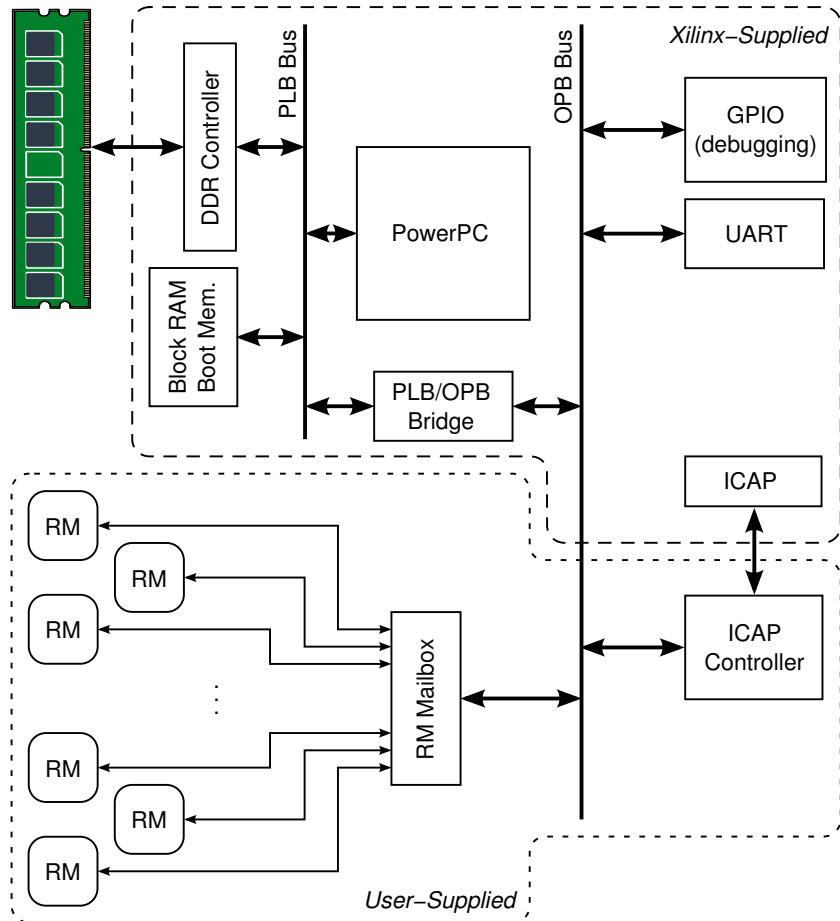 Xilinx−Supplied
PLB Bus
OPB Bus
DDR Controller
GPIO
(debugging)
PowerPC
UART
Block RAM
Boot Mem.
PLB/OPB
Bridge
ICAP
RM
RM
RM
ICAP
Controller
RM Mailbox
. . .
RM
RM
RM
User−Supplied